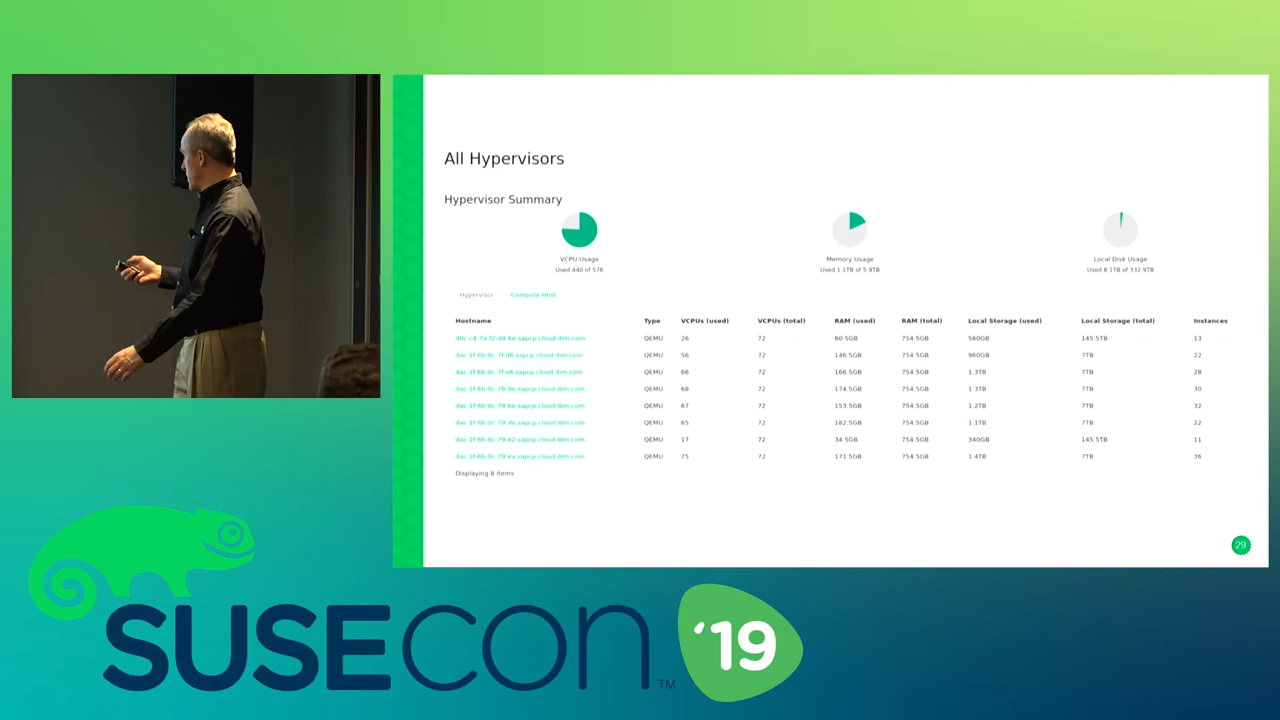 All Hypervisors
Hypervisor Summary
VCPU Usage
Used 440 of 576
Memory Usage
Used 1.1TB of 5.9TB
Local Disk Usage
Used 8.1TB of 332.9TB
Hypervisor Compute Host
Hostname Type VCPUs (used) VCPUs (total) RAM (used) RAM (total) Local Storage (used) Local Storage (total) Instances
QEMU 26 72 60.5GB 754.5GB 560GB 145.5TB 13
QEMU 56 72 146.5GB 754.5GB 960GB 7TB 22
QEMU 66 72 166.5GB 754.5GB 1.3TB 7TB 28
QEMU 68 72 174.5GB 754.5GB 1.3TB 7TB 30
QEMU 67 72 153.5GB 754.5GB 1.2TB 7TB 32
QEMU 65 72 182.5GB 754.5GB 1.1TB 7TB 22
QEMU 17 72 34.5GB 754.5GB 340GB 145.5TB 11
QEMU 75 72 171.5GB 754.5GB 1.4TB 7TB 36
Displaying 8 items
29
SUSECON ™ '19